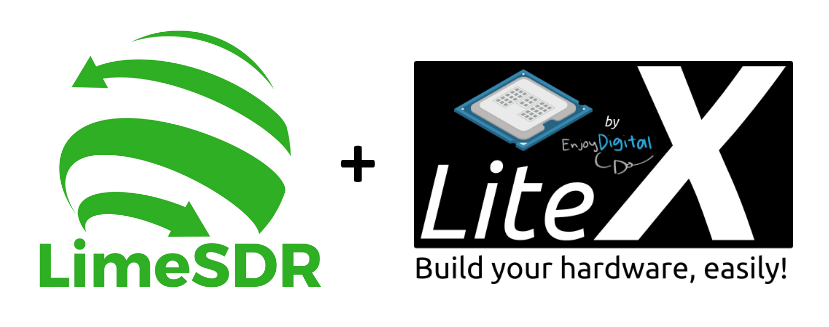 LimeSDR
+
by
EnjoyDigital
LiteX
Build your hardware, easily!